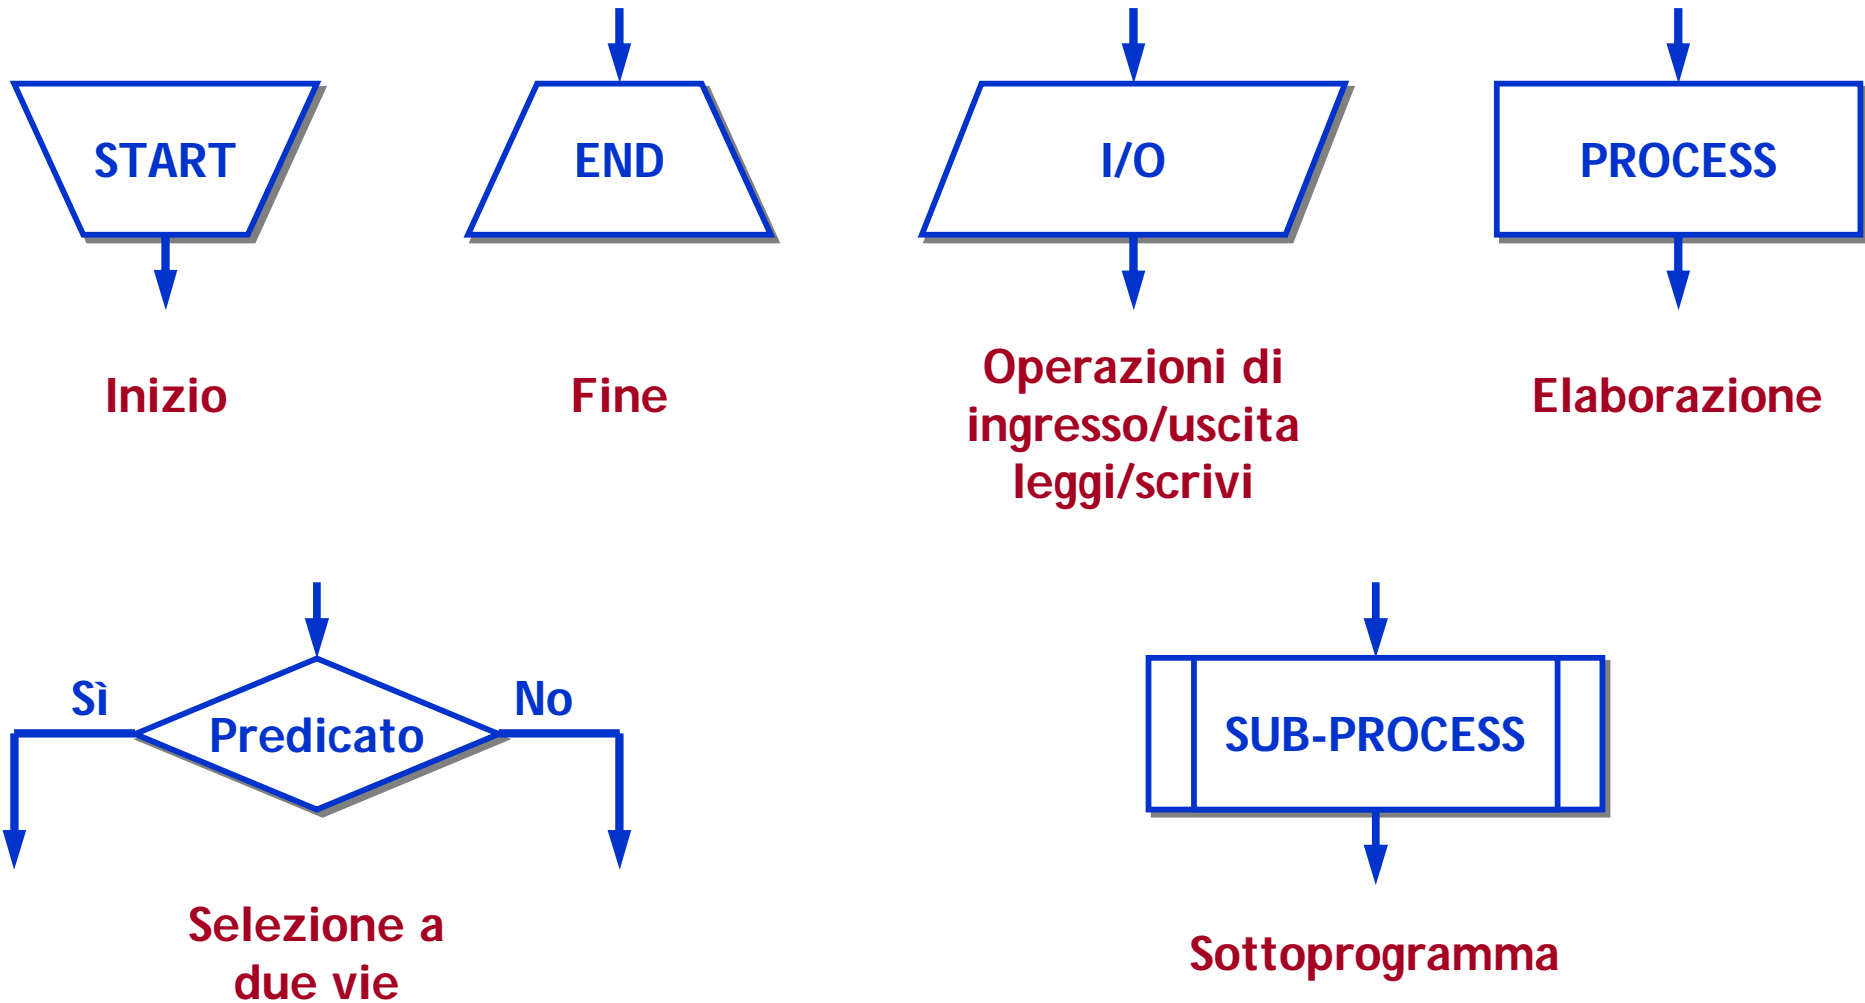 START
END
I/O
PROCESS
Inizio
Fine
Operazioni di
ingresso/uscita
leggi/scrivi
Elaborazione
Sì
Predicato
No
SUB-PROCESS
Selezione a
due vie
Sottoprogramma